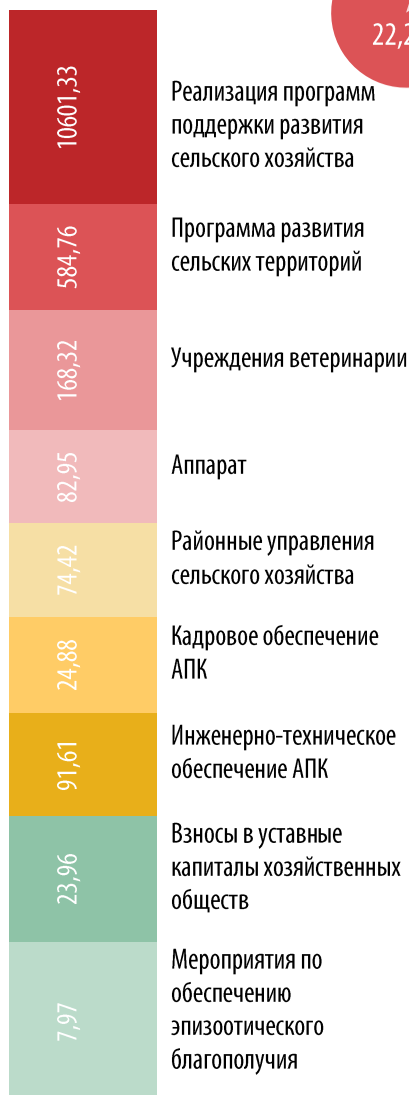 22,2
10601,33
Реализация программ
поддержки развития
сельского хозяйства
584,76
Программа развития
сельских территорий
168,32
Учреждения ветеринарии
82,95
Аппарат
74,42
Районные управления
сельского хозяйства
24,88
Кадровое обеспечение
АПК
91,61
Инженерно-техническое
обеспечение АПК
23,96
Взносы в уставные
капиталы хозяйственных
обществ
7,97
Мероприятия по
обеспечению
эпизоотического
благополучия